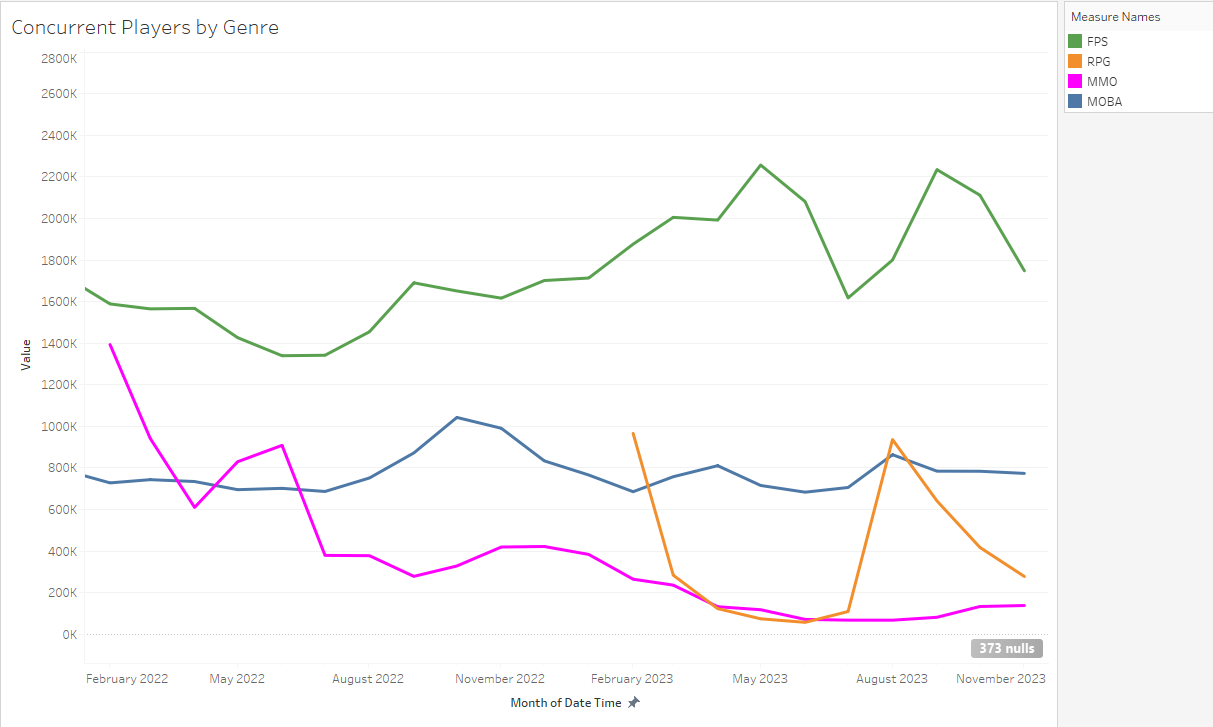 Concurrent Players by Genre
Measure Names
FPS
RPG
MMO
MOBA
2800K
2600K
2400K
2200K
2000K
1800K
1600K
1400K
1200K
1000K
800K
600K
400K
200K
0K
Value
373 nulls
February 2022 May 2022 August 2022 November 2022 February 2023 May 2023 August 2023 November 2023
Month of Date Time